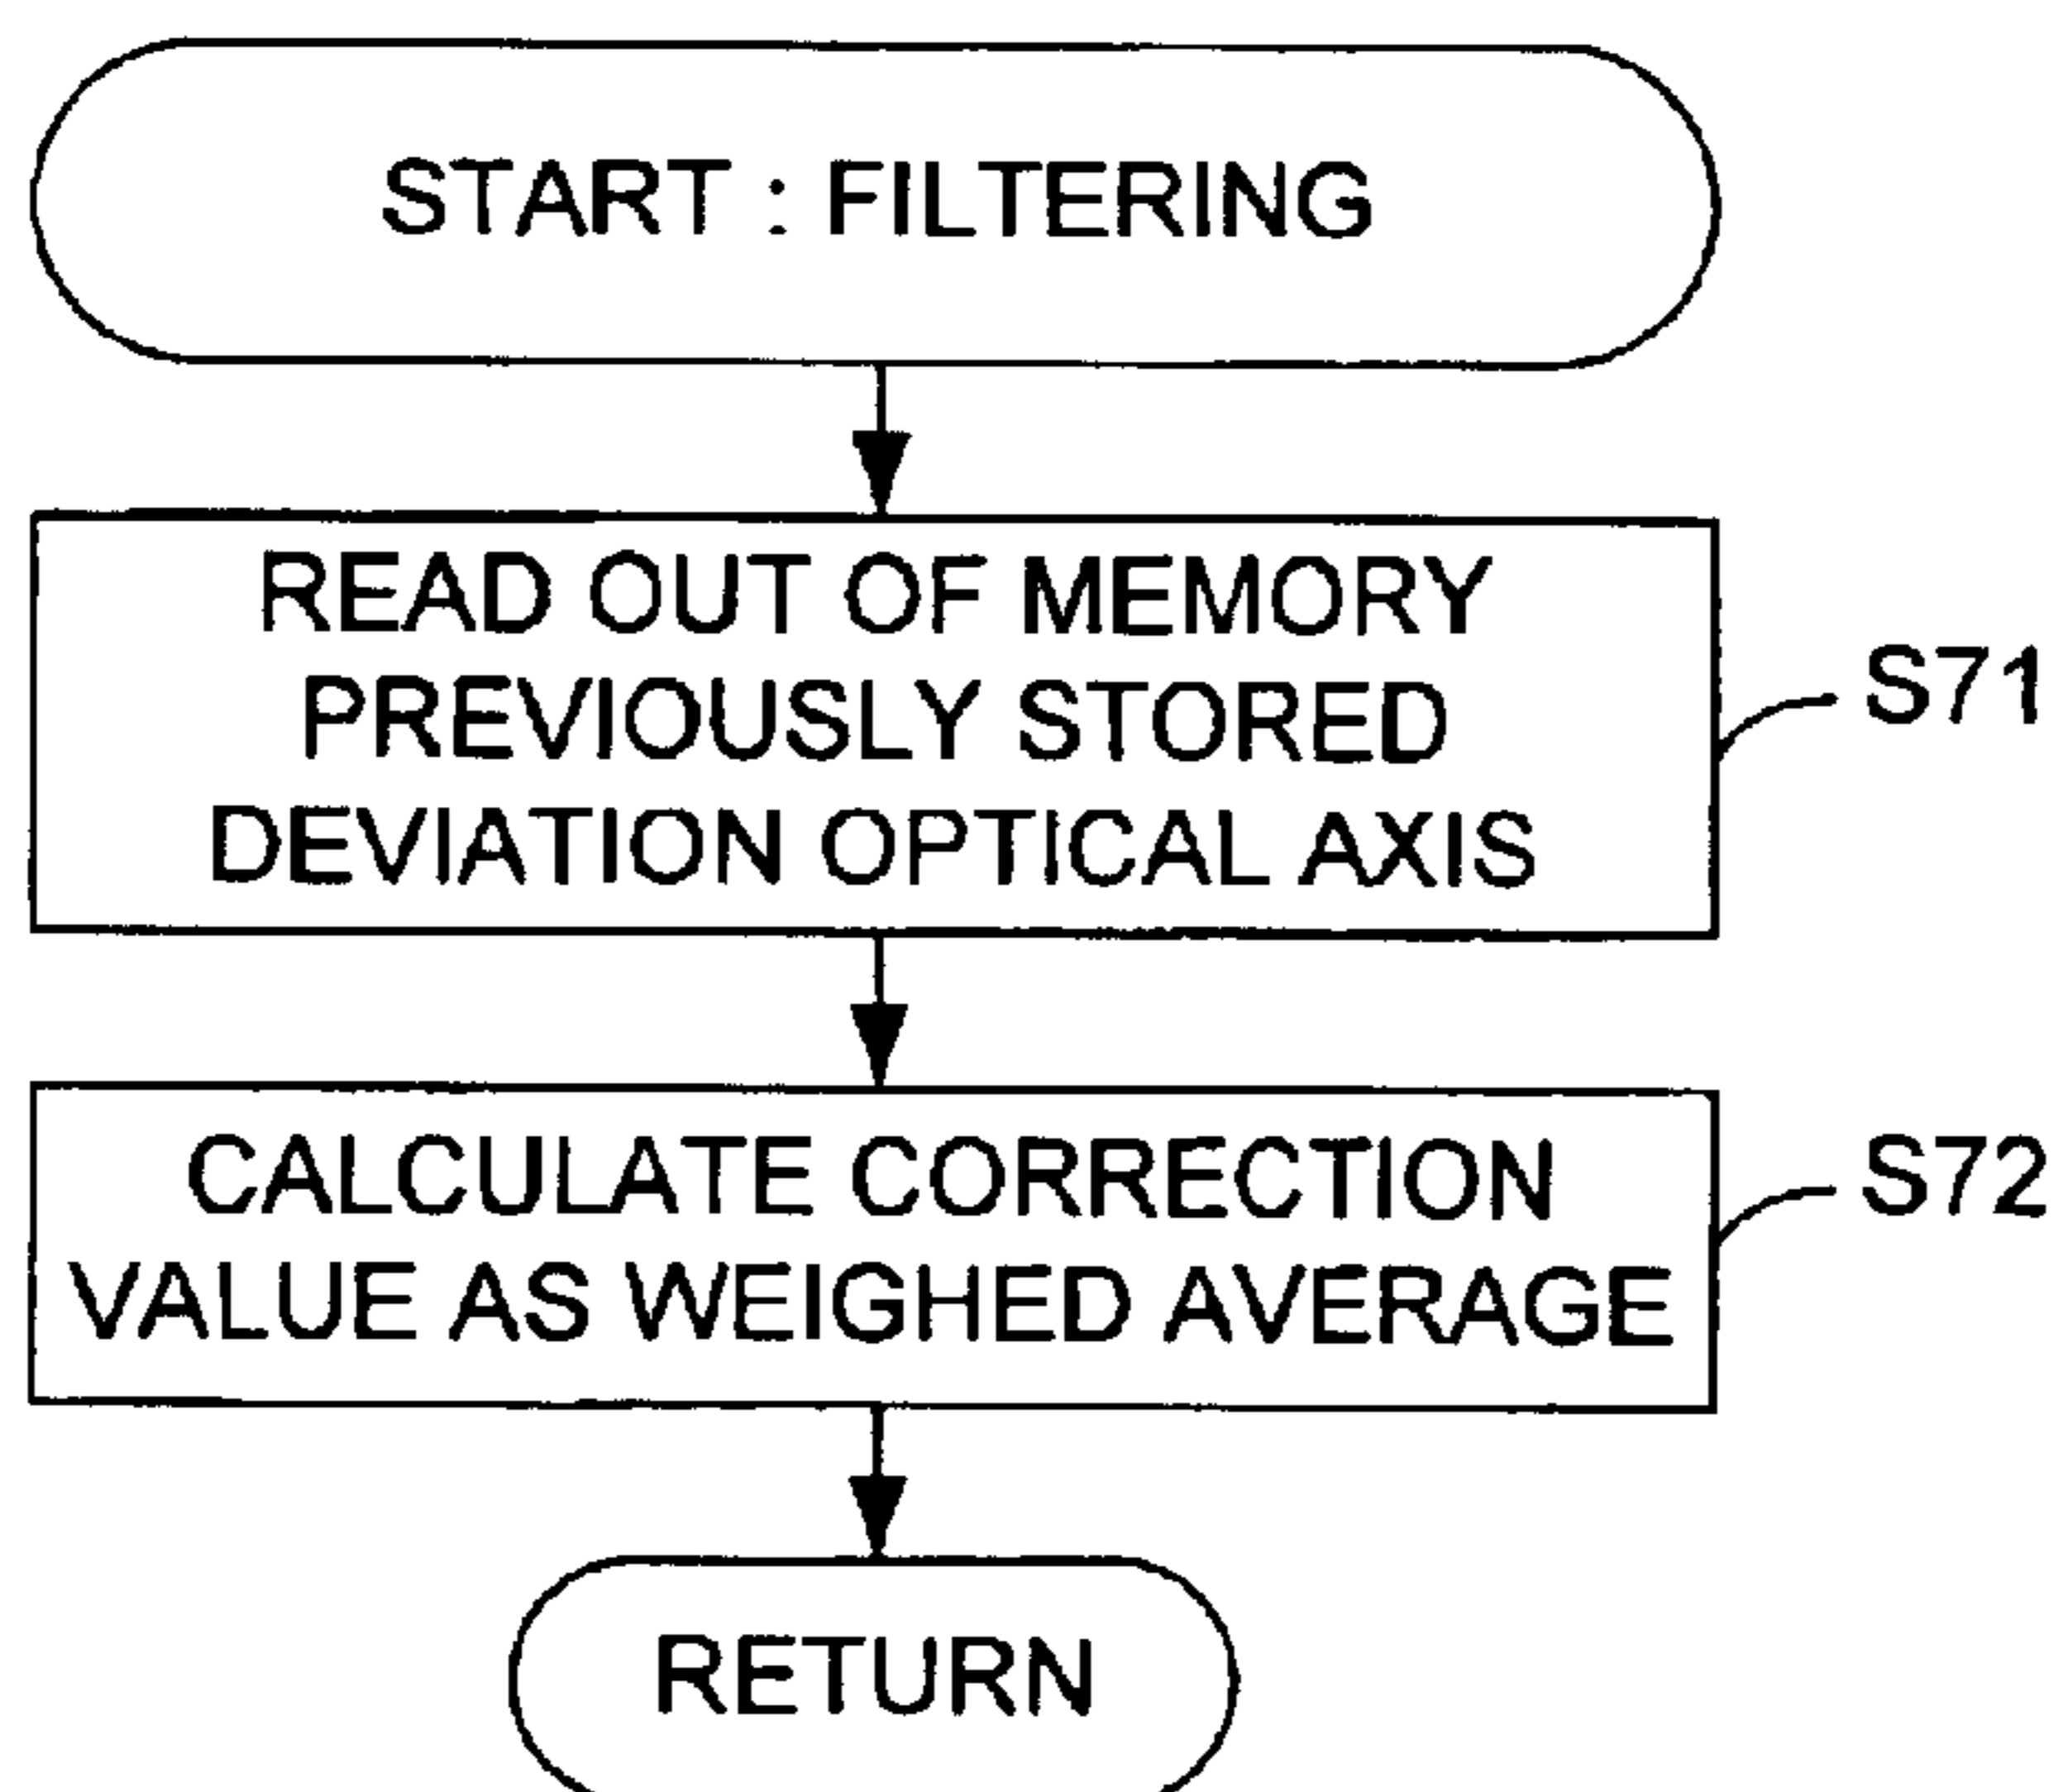 START : FILTERING
READ OUT OF MEMORY
PREVIOUSLY STORED
DEVIATION OPTICAL AXIS
S71
CALCULATE CORRECTION
VALUE AS WEIGHED AVERAGE
S72
RETURN